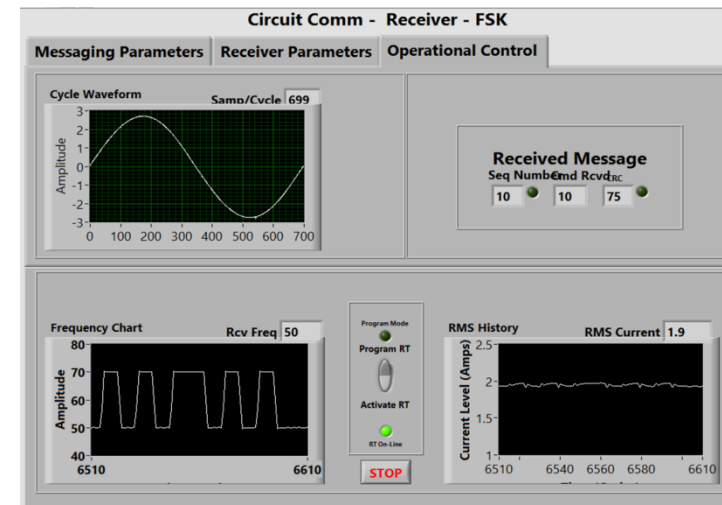 Circuit Comm - Receiver - FSK
Messaging Parameters Receiver Parameters Operational Control
Cycle Waveform
Samp/Cycle 699
Amplitude
3
2
1
0
-1
-2
-3
0 100 200 300 400 500 600 700
Received Message
Seq Number Cmd Rcvd CRC
10 10 75
Frequency Chart
Rcv Freq 50
Amplitude
80
70
60
50
40
6510 6610
Program Mode
Program RT
Activate RT
RT On-Line
STOP
RMS History
RMS Current 1.9
Current Level (Amps)
2.5
2
1.5
1
6510 6540 6560 6580 6610